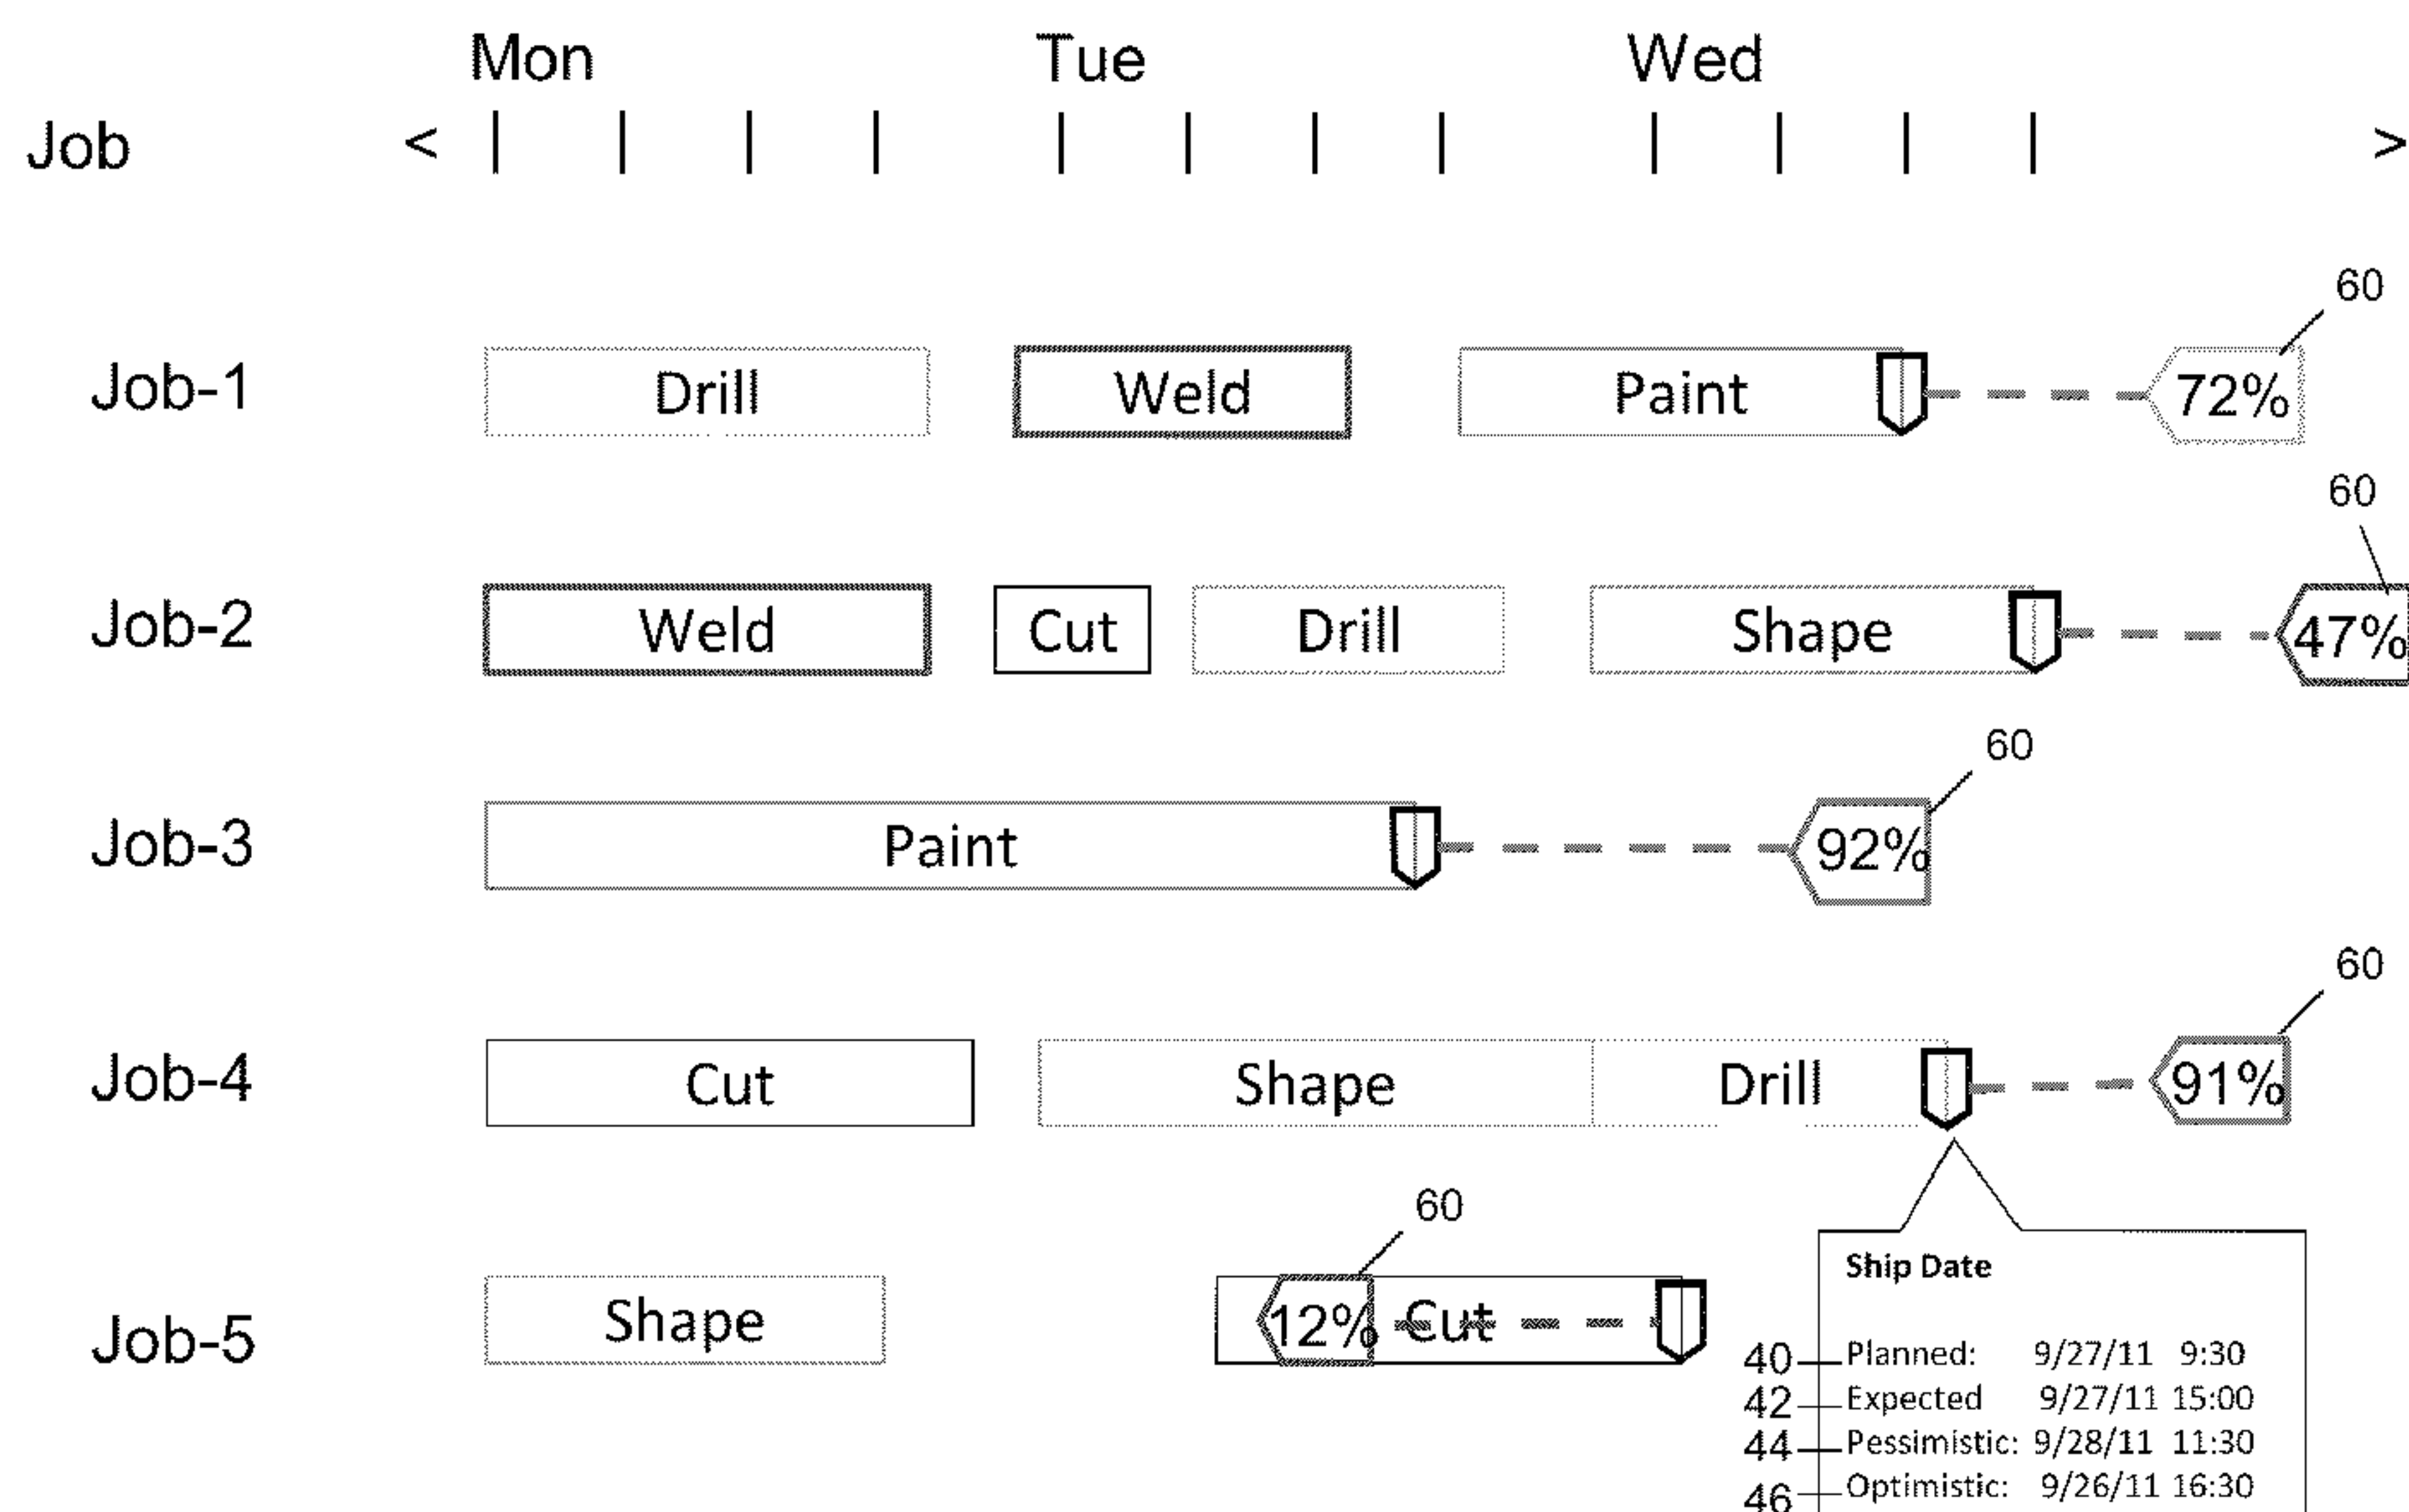 Mon Tue Wed
Job < >
60
Job-1 Drill Weld Paint 72%
60
Job-2 Weld Cut Drill Shape 47%
60
Job-3 Paint 92%
60
Job-4 Cut Shape Drill 91%
60
Job-5 Shape 12% Cut
Ship Date
40 Planned: 9/27/11 9:30
42 Expected 9/27/11 15:00
44 Pessimistic: 9/28/11 11:30
46 Optimistic: 9/26/11 16:30